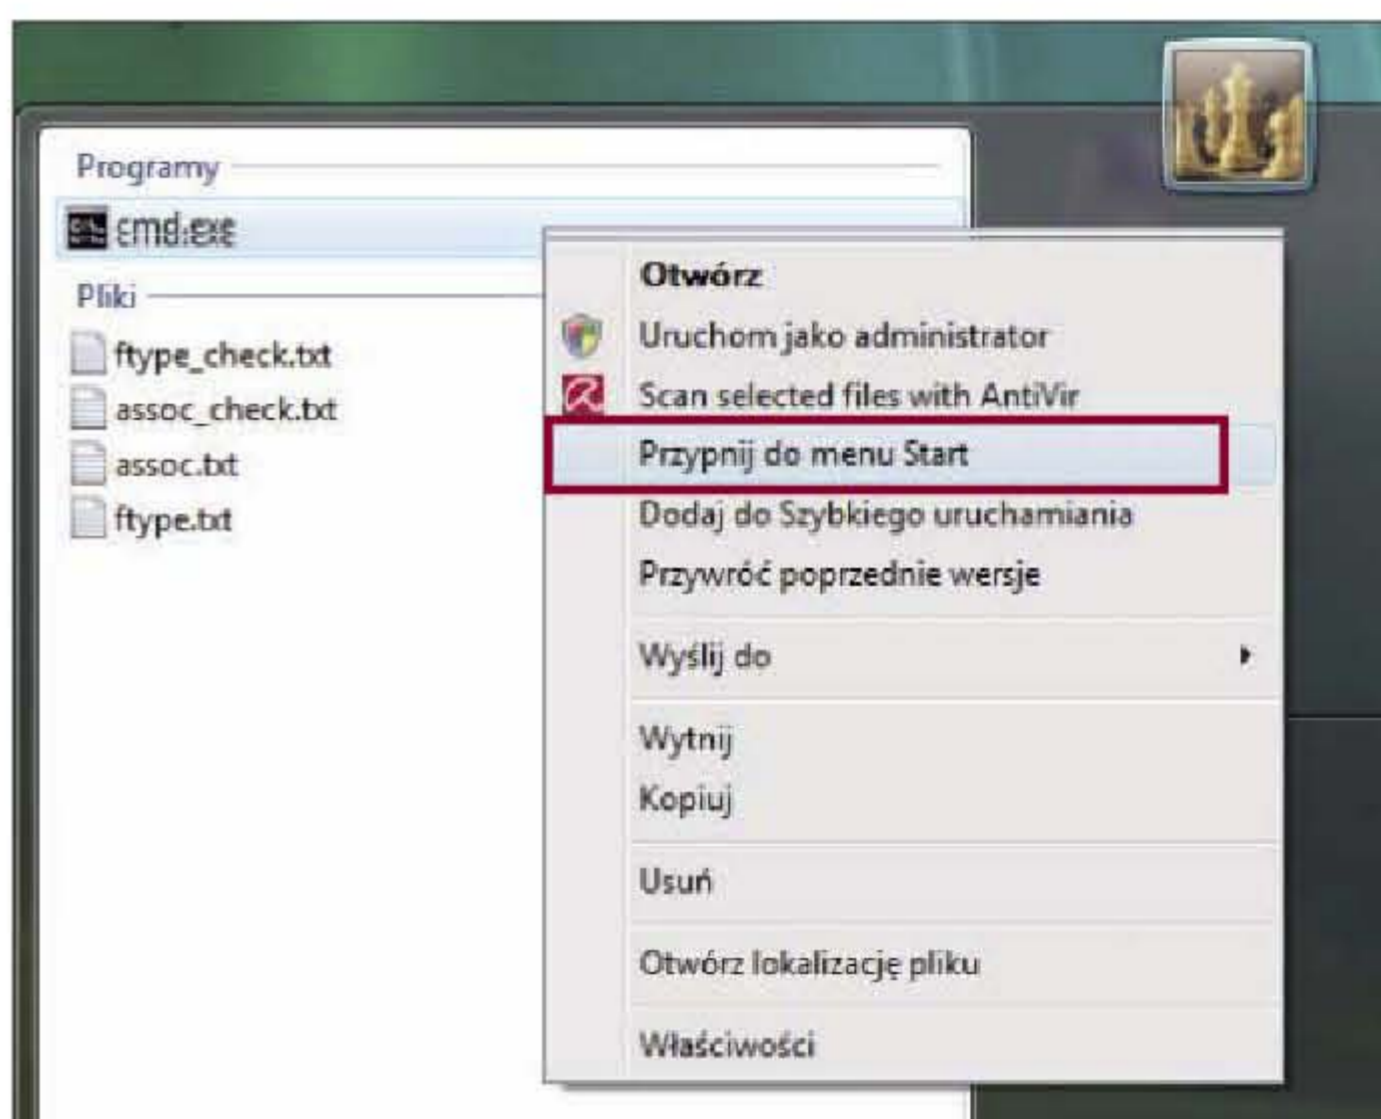 Programy
cmd.exe
Pliki
ftype_check.txt
assoc_check.txt
assoc.txt
ftype.txt
Otwórz
Uruchom jako administrator
Scan selected files with AntiVir
Przypnij do menu Start
Dodaj do Szybkiego uruchamiania
Przywróć poprzednie wersje
Wyślij do
Wytnij
Kopiuj
Usuń
Otwórz lokalizację pliku
Właściwości